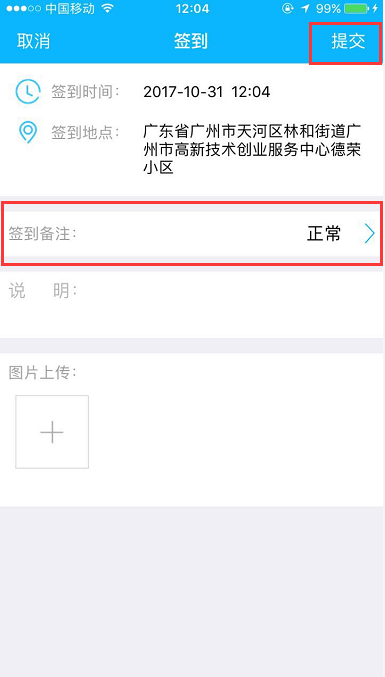 中国移动 12:04 99%
取消 签到 提交
签到时间: 2017-10-31 12:04
签到地点: 广东省广州市天河区林和街道广
州市高新技术创业服务中心德荣
小区
签到备注: 正常
说 明:
图片上传: